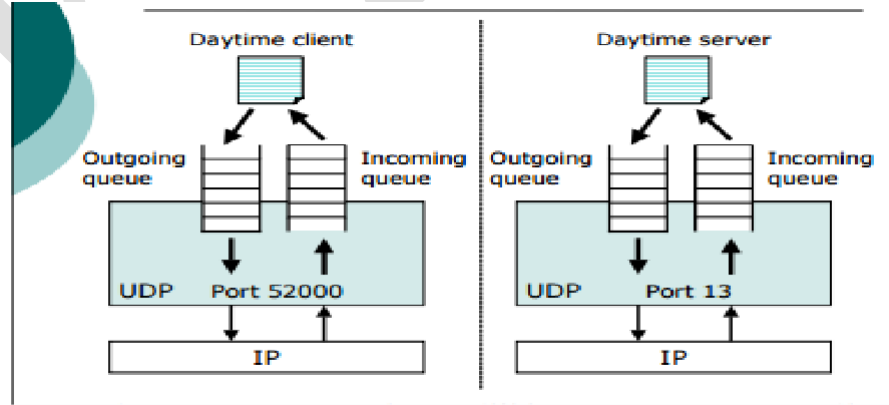 Daytime client
Outgoing queue
Incoming queue
UDP Port 52000
IP
Daytime server
Outgoing queue
Incoming queue
UDP Port 13
IP